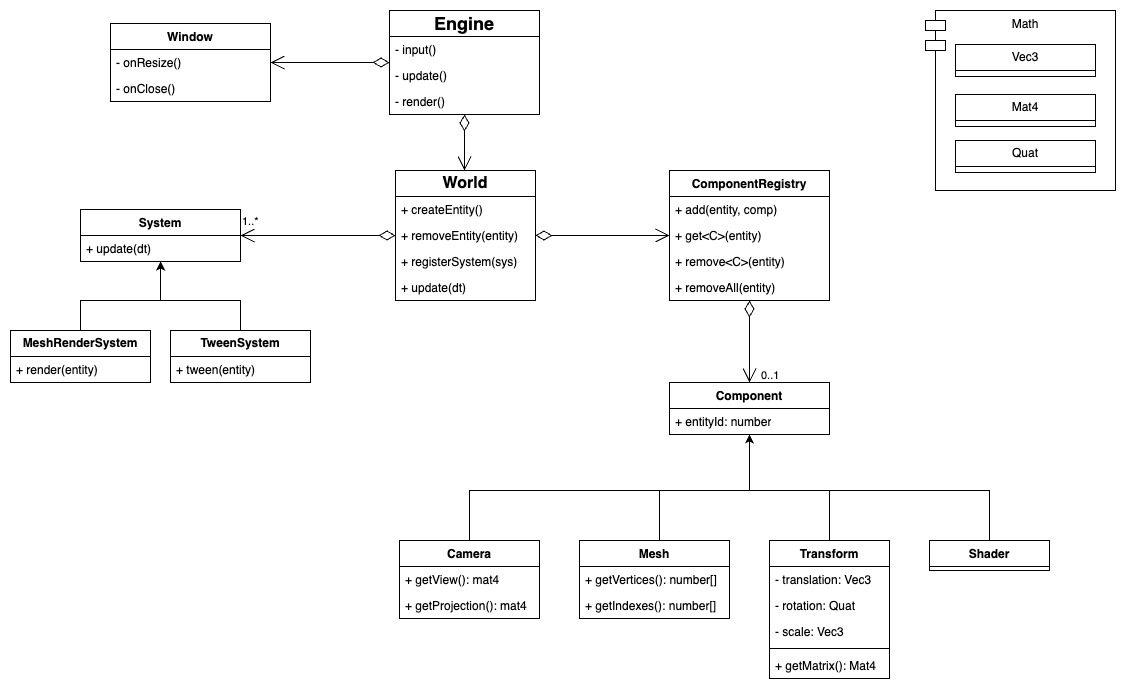 Engine
- input()
- update()
- render()
Window
- onResize()
- onClose()
Math
Vec3
Mat4
Quat
World
+ createEntity()
+ removeEntity(entity)
+ registerSystem(sys)
+ update(dt)
ComponentRegistry
+ add(entity, comp)
+ get<C>(entity)
+ remove<C>(entity)
+ removeAll(entity)
1..*
System
+ update(dt)
MeshRenderSystem
+ render(entity)
TweenSystem
+ tween(entity)
0..1
Component
+ entityId: number
Camera
+ getView(): mat4
+ getProjection(): mat4
Mesh
+ getVertices(): number[]
+ getIndexes(): number[]
Transform
- translation: Vec3
- rotation: Quat
- scale: Vec3
+ getMatrix(): Mat4
Shader